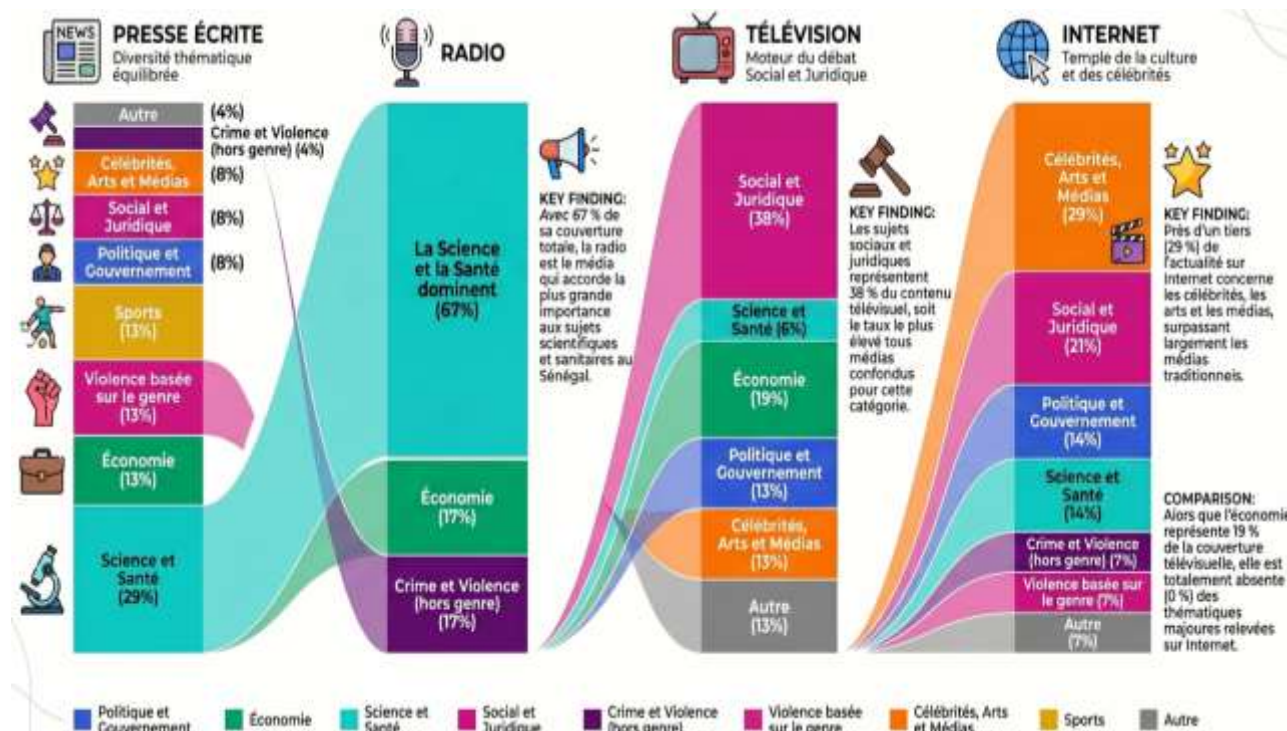 NEWS
PRESSE ÉCRITE
Diversité thématique
équilibrée
Autre
(4%)
Crime et Violence
(hors genre) (4%)
Célébrités,
Arts et Médias
(8%)
Social et
Juridique
(8%)
Politique et
Gouvernement
(8%)
Sports
(13%)
Violence basée
sur le genre
(13%)
Économie
(13%)
Science et
Santé
(29%)
RADIO
La Science
et la Santé
dominent
(67%)
Économie
(17%)
Crime et Violence
(hors genre)
(17%)
KEY FINDING:
Avec 67 % de
sa couverture
totale, la radio
est le média
qui accorde la
plus grande
importance
aux sujets
scientifiques
et sanitaires au
Sénégal.
TÉLÉVISION
Moteur du débat
Social et Juridique
Social et
Juridique
(38%)
Science et
Santé (6%)
Économie
(19%)
Politique et
Gouvernement
(13%)
Célébrités,
Arts et Médias
(13%)
Autre
(13%)
KEY FINDING:
Les sujets
sociaux et
juridiques
représentent
38 % du contenu
télévisuel, soit
le taux le plus
élevé tous
médias
confondus
pour cette
catégorie.
INTERNET
Temple de la culture
et des célébrités
Célébrités,
Arts et
Médias
(29%)
Social et
Juridique
(21%)
Politique et
Gouvernement
(14%)
Science et
Santé
(14%)
Crime et Violence
(hors genre) (7%)
Violence basée sur
le genre (7%)
Autre
(7%)
KEY FINDING:
Près d'un tiers
(29 %) de
l'actualité sur
Internet concerne
les célébrités, les
arts et les médias,
surpassant
largement les
médias
traditionnels.
COMPARISON:
Alors que l'économie
représente 19 %
de la couverture
télévisuelle, elle est
totalement absente
(0 %) des
thématiques
majeures relevées
sur Internet.
Politique et
Gouvernement
Économie
Science et
Santé
Social et
Juridique
Crime et Violence
(hors genre)
Violence basée
sur le genre
Célébrités, Arts
et Médias
Sports
Autre